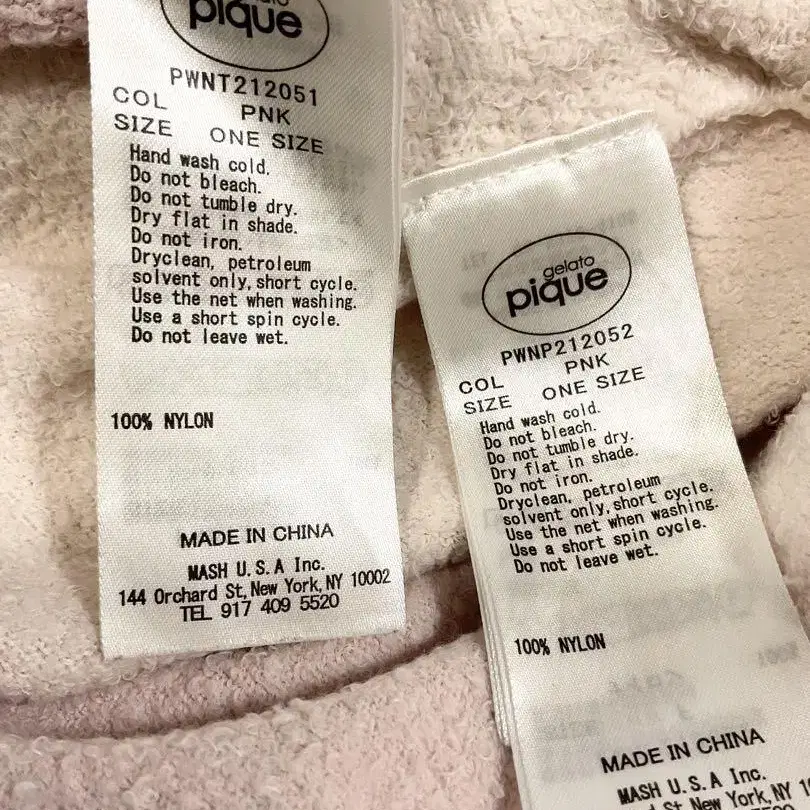 pique
PWNT212051
COL PNK
SIZE ONE SIZE
Hand wash cold.
Do not bleach.
Do not tumble dry.
Dry flat in shade.
Do not iron.
Dryclean, petroleum
solvent only, short cycle.
Use the net when washing.
Use a short spin cycle.
Do not leave wet.
100% NYLON
MADE IN CHINA
MASH U.S.A Inc.
144 Orchard St, New York, NY 10002
TEL 917 409 5520
gelato
pique
PWNP212052
COL PNK
SIZE ONE SIZE
Hand wash cold.
Do not bleach.
Do not tumble dry.
Dry flat in shade.
Do not iron.
Dryclean, petroleum
solvent only, short cycle.
Use the net when washing.
Use a short spin cycle.
Do not leave wet.
100% NYLON
MADE IN CHINA
MASH U.S.A Inc.
St, New York, NY